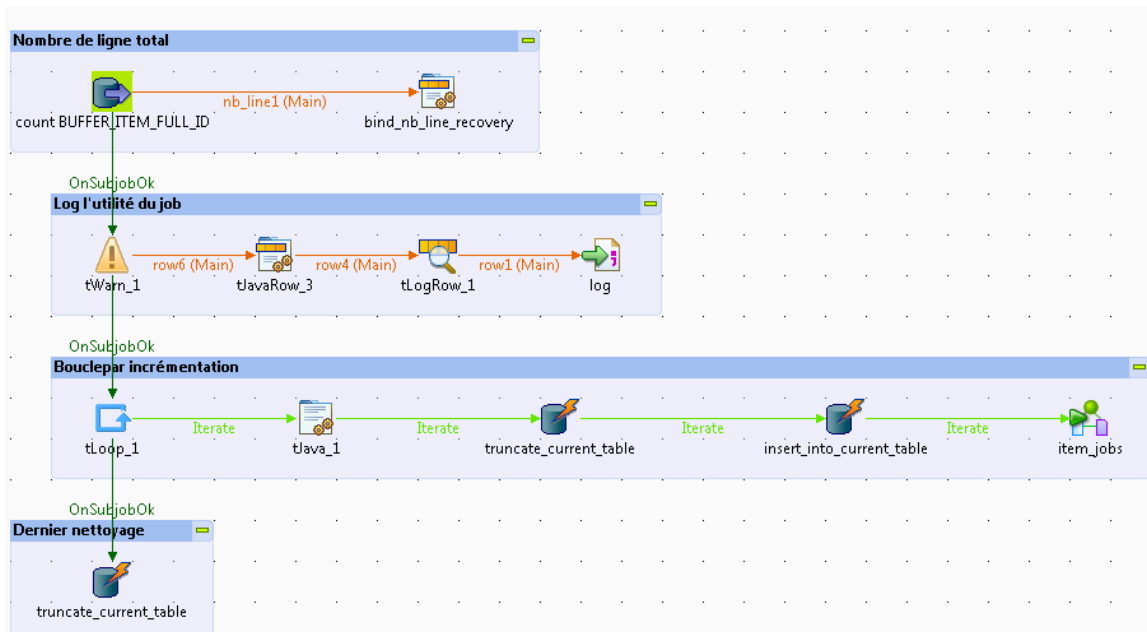 Nombre de ligne total
nb_line1 (Main)
count BUFFER_ITEM_FULL_ID
bind_nb_line_recovery
OnSubjobOk
Log l'utilité du job
row6 (Main)
row4 (Main)
row1 (Main)
tWarn_1
tJavaRow_3
tLogRow_1
log
OnSubjobOk
Bouclepar incrémentation
Iterate
Iterate
Iterate
Iterate
tLoop_1
tJava_1
truncate_current_table
insert_into_current_table
item_jobs
OnSubjobOk
Dernier nettoyage
truncate_current_table